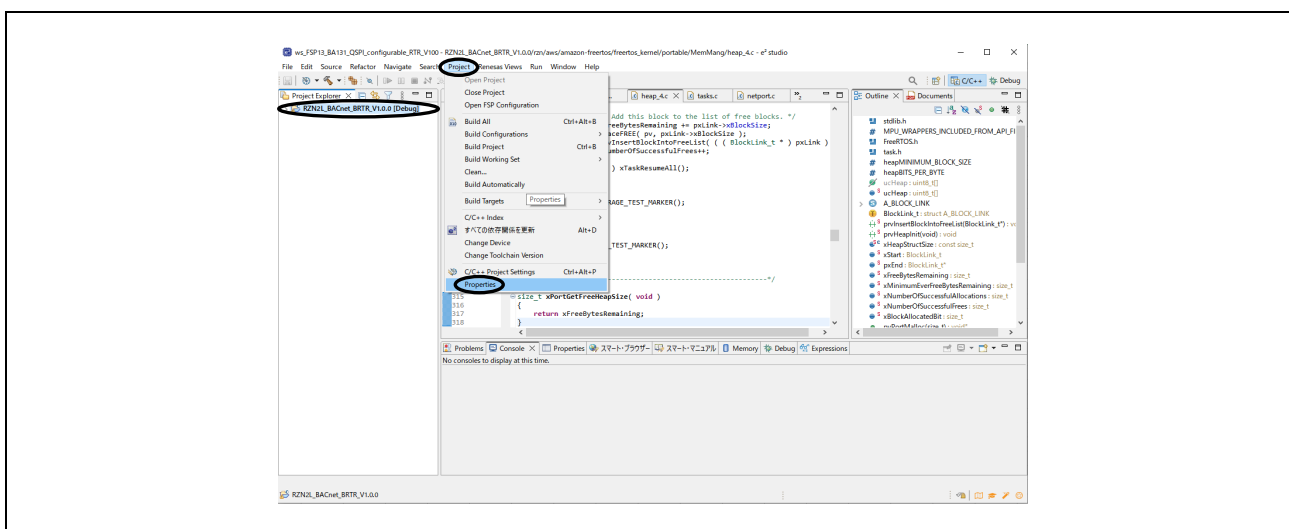 ws_FSP13_BA131_QSPI_configurable_RTR_V100 - RZN2L_BACnet_BRTR_V1.0.0/rzn/aws/amazon-freertos/freertos_kernel/portable/MemMang/heap_4.c - e² studio
File Edit Source Refactor Navigate Search Project Renesas Views Run Window Help
C/C++ Debug
Project Explorer
RZN2L_BACnet_BRTR_V1.0.0 [Debug]
Open Project
Close Project
Open FSP Configuration
Build All Ctrl+Alt+B
Build Configurations
Build Project Ctrl+B
Build Working Set
Clean...
Build Automatically
Build Targets
Properties
C/C++ Index
すべての依存関係を更新 Alt+D
Change Device
Change Toolchain Version
C/C++ Project Settings Ctrl+Alt+P
Properties
heap_4.c tasks.c netport.c
Add this block to the list of free blocks. */
reeBytesRemaining += pxLink->xBlockSize;
aceFREE( pv, pxLink->xBlockSize );
vInsertBlockIntoFreeList( ( ( BlockLink_t * ) pxLink )
umberOfSuccessfulFrees++;
) xTaskResumeAll();
RAGE_TEST_MARKER();
_TEST_MARKER();
*/
315 size_t xPortGetFreeHeapSize( void )
316 {
317 return xFreeBytesRemaining;
318 }
Outline Documents
stdlib.h
MPU_WRAPPERS_INCLUDED_FROM_API_FI
FreeRTOS.h
task.h
heapMINIMUM_BLOCK_SIZE
heapBITS_PER_BYTE
ucHeap : uint8_t[]
ucHeap : uint8_t[]
A_BLOCK_LINK
BlockLink_t : struct A_BLOCK_LINK
prvInsertBlockIntoFreeList(BlockLink_t*) : vo
prvHeapInit(void) : void
xHeapStructSize : const size_t
xStart : BlockLink_t
pxEnd : BlockLink_t*
xFreeBytesRemaining : size_t
xMinimumEverFreeBytesRemaining : size_t
xNumberOfSuccessfulAllocations : size_t
xNumberOfSuccessfulFrees : size_t
xBlockAllocatedBit : size_t
pvPortMalloc(size_t) : void*
Problems Console Properties スマート・ブラウザー スマート・マニュアル Memory Debug Expressions
No consoles to display at this time.
RZN2L_BACnet_BRTR_V1.0.0